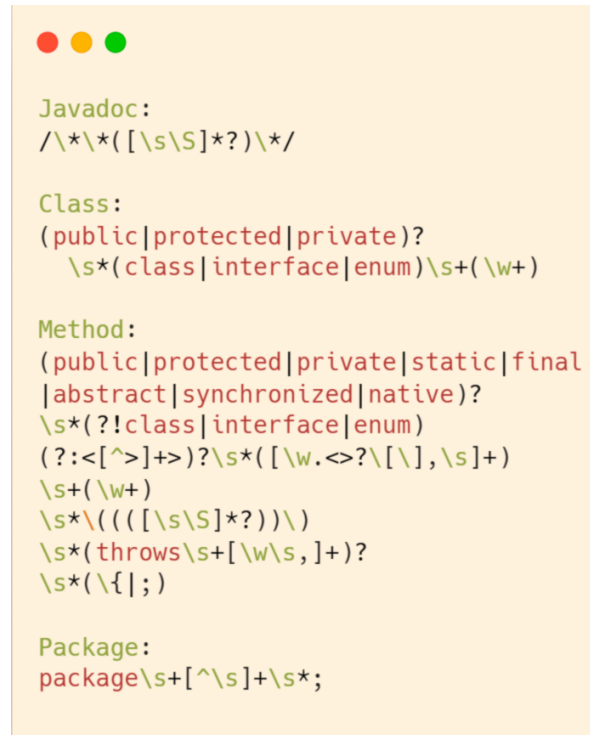 Javadoc:
/\*\*([\s\S]*?)\*/
Class:
(public|protected|private)?
\s*(class|interface|enum)\s+(\w+)
Method:
(public|protected|private|static|final
|abstract|synchronized|native)?
\s*(?!class|interface|enum)
(?:<[^>]+>)?\s*([\w.<>?\[\],\s]+)
\s+(\w+)
\s*\((([\s\S]*?))\)
\s*(throws\s+[\w\s,]+)?
\s*(\{|;)
Package:
package\s+[^\s]+\s*;